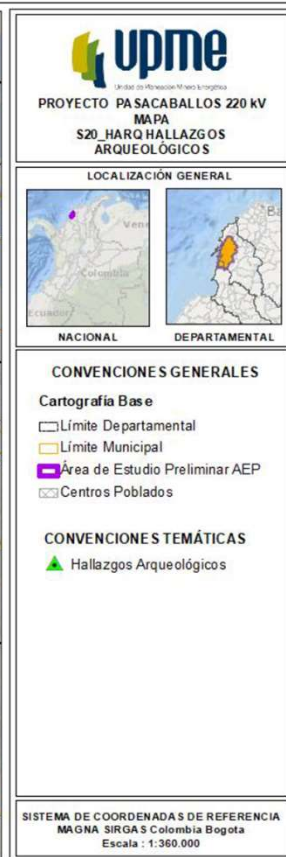 upme
Unidad de Planeación Minero Energética
PROYECTO PASACABALLOS 220 kV
MAPA
S20_HARQ HALLAZGOS
ARQUEOLÓGICOS
LOCALIZACIÓN GENERAL
Vene
Colombia
Ecuador
Ba
NACIONAL
DEPARTAMENTAL
CONVENCIONES GENERALES
Cartografía Base
Límite Departamental
Límite Municipal
Área de Estudio Preliminar AEP
Centros Poblados
CONVENCIONES TEMÁTICAS
Hallazgos Arqueológicos
SISTEMA DE COORDENADAS DE REFERENCIA
MAGNA SIRGAS Colombia Bogota
Escala : 1:360.000